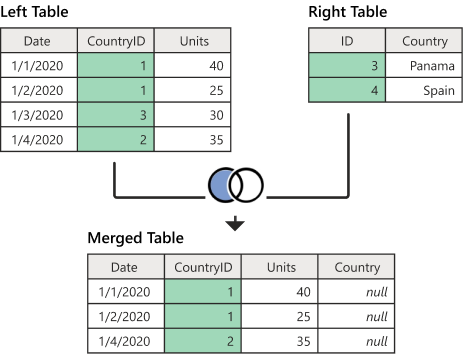 Left Table
Date CountryID Units
1/1/2020 1 40
1/2/2020 1 25
1/3/2020 3 30
1/4/2020 2 35
Right Table
ID Country
3 Panama
4 Spain
Merged Table
Date CountryID Units Country
1/1/2020 1 40 null
1/2/2020 1 25 null
1/4/2020 2 35 null